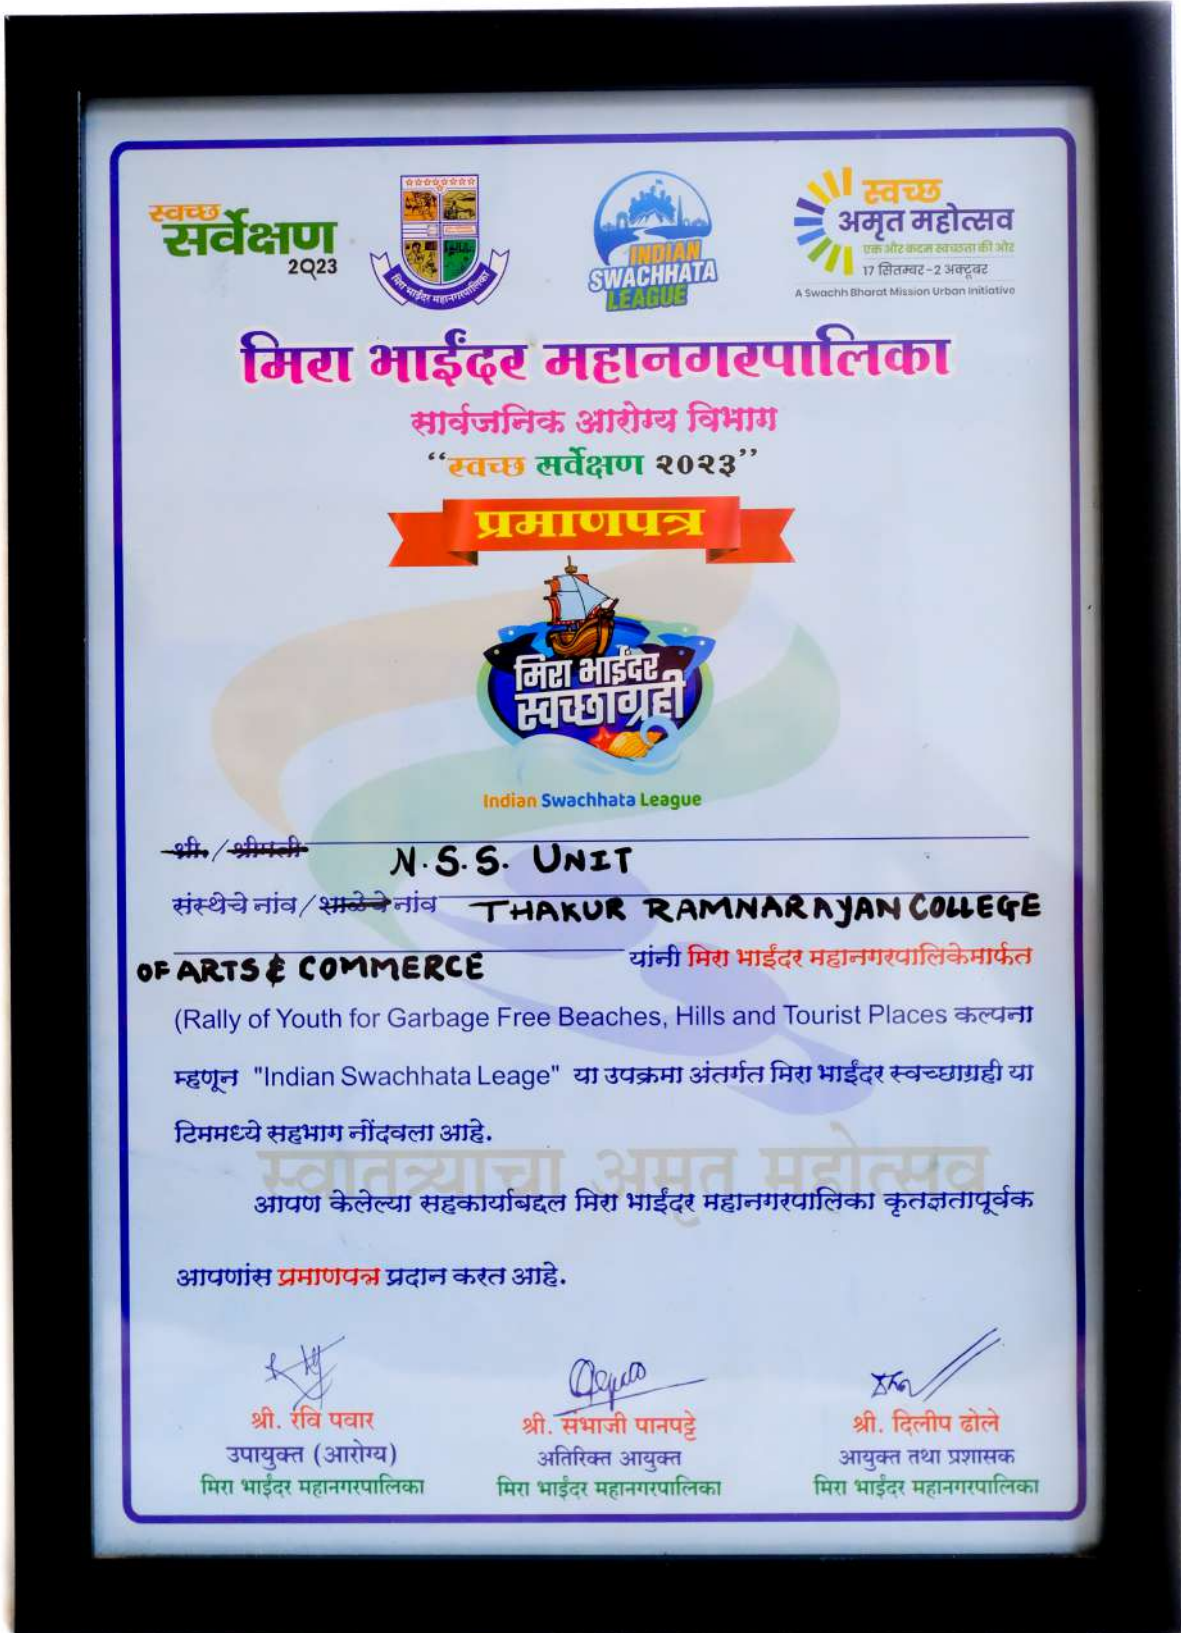 स्वच्छ
सर्वेक्षण
2023
मिरा भाईंदर महानगरपालिका
INDIAN
SWACHHATA
LEAGUE
स्वच्छ
अमृत महोत्सव
एक और कदम स्वच्छता की ओर
17 सितम्बर-2 अक्टूबर
A Swachh Bharat Mission Urban Initiative
मिरा भाईंदर महानगरपालिका
सार्वजनिक आरोग्य विभाग
“स्वच्छ सर्वेक्षण २०२३”
प्रमाणपत्र
मिरा भाईंदर
स्वच्छाग्रही
Indian Swachhata League
श्री./श्रीमती N.S.S. UNIT
संस्थेचे नांव/शाळेचे नांव THAKUR RAMNARAYAN COLLEGE
OF ARTS & COMMERCE यांनी मिरा भाईंदर महानगरपालिकेमार्फत
(Rally of Youth for Garbage Free Beaches, Hills and Tourist Places कल्पना
म्हणून "Indian Swachhata Leage" या उपक्रमा अंतर्गत मिरा भाईंदर स्वच्छाग्रही या
टिममध्ये सहभाग नोंदवला आहे.
स्वातंत्र्याचा अमृत महोत्सव
आपण केलेल्या सहकार्याबद्दल मिरा भाईंदर महानगरपालिका कृतज्ञतापूर्वक
आपणांस प्रमाणपत्र प्रदान करत आहे.
श्री. रवि पवार श्री. संभाजी पानपट्टे श्री. दिलीप ढोले
उपायुक्त (आरोग्य) अतिरिक्त आयुक्त आयुक्त तथा प्रशासक
मिरा भाईंदर महानगरपालिका मिरा भाईंदर महानगरपालिका मिरा भाईंदर महानगरपालिका